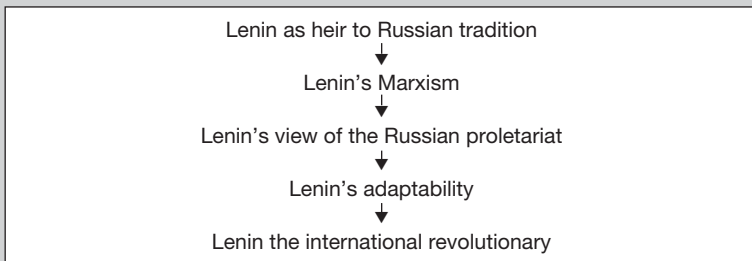 Lenin as heir to Russian tradition
Lenin’s Marxism
Lenin’s view of the Russian proletariat
Lenin’s adaptability
Lenin the international revolutionary